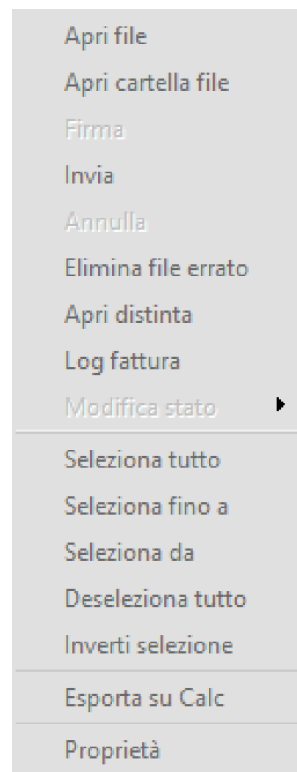 Apri file
Apri cartella file
Firma
Invia
Annulla
Elimina file errato
Apri distinta
Log fattura
Modifica stato
Seleziona tutto
Seleziona fino a
Seleziona da
Deseleziona tutto
Inverti selezione
Esporta su Calc
Proprietà